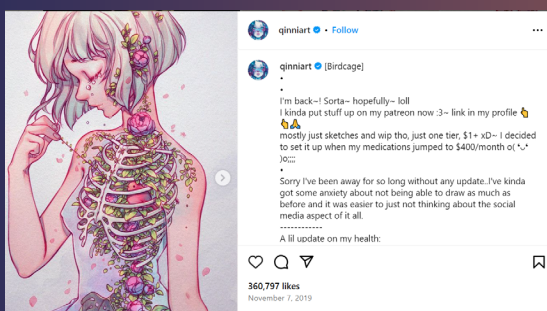 qinniart • Follow
qinniart [Birdcage]
•
•
I'm back~! Sorta~ hopefully~ loll
I kinda put stuff up on my patreon now :3~ link in my profile 👆
👆🙏
mostly just sketches and wip tho, just one tier, $1+ xD~ I decided
to set it up when my medications jumped to $400/month o( ❛ᴗ❛
)o;;;;
•
Sorry I've been away for so long without any update..I've kinda
got some anxiety about not being able to draw as much as
before and it was easier to just not thinking about the social
media aspect of it all.
------------
A lil update on my health:
360,797 likes
November 7, 2019